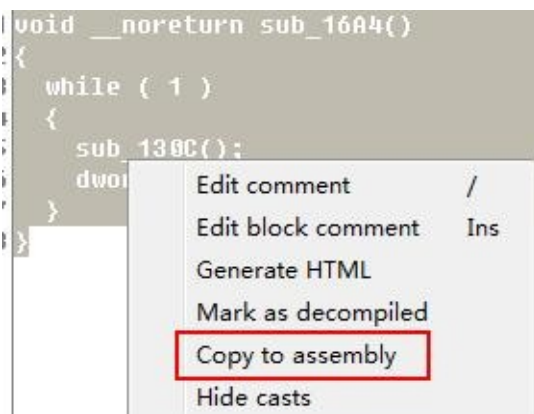 void __noreturn sub_16A4()
{
while ( 1 )
{
sub_130C();
dwor
}
}
Edit comment /
Edit block comment Ins
Generate HTML
Mark as decompiled
Copy to assembly
Hide casts